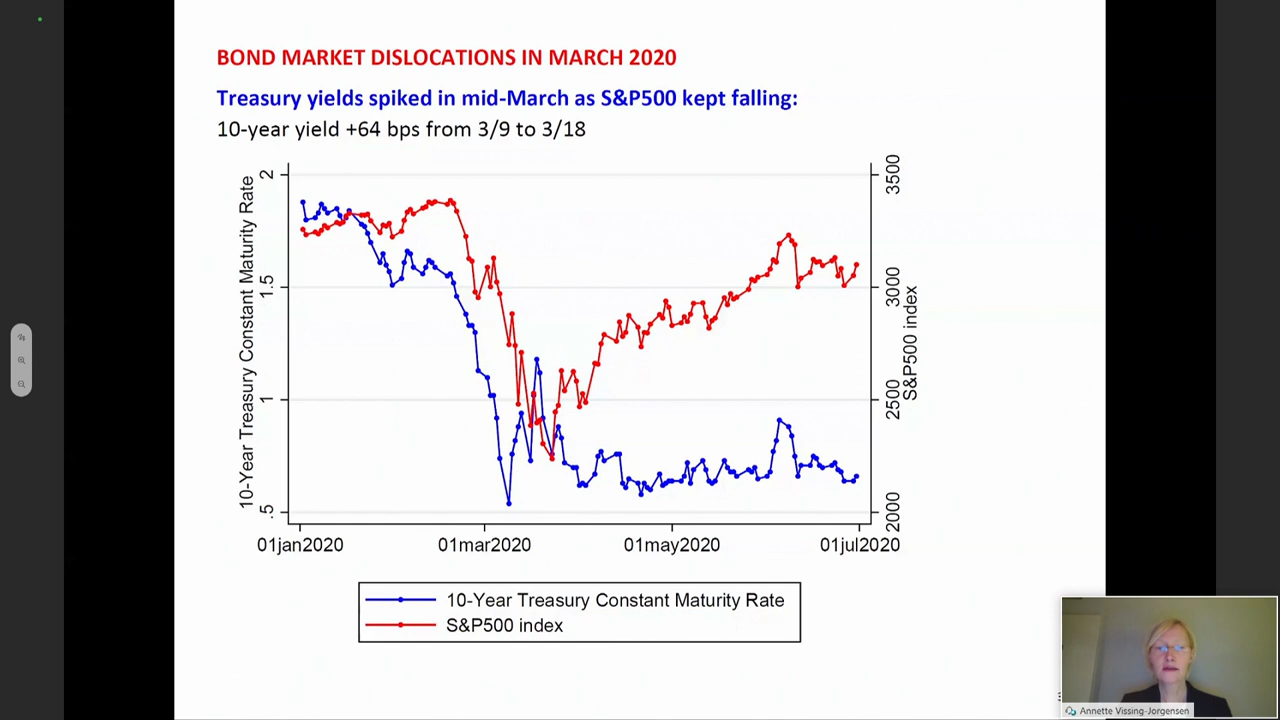 BOND MARKET DISLOCATIONS IN MARCH 2020
Treasury yields spiked in mid-March as S&P500 kept falling:
10-year yield +64 bps from 3/9 to 3/18
10-Year Treasury Constant Maturity Rate
2
1.5
1
.5
3500
3000
2500
2000
S&P500 index
01jan2020
01mar2020
01may2020
01jul2020
10-Year Treasury Constant Maturity Rate
S&P500 index
Annette Vissing-Jorgensen